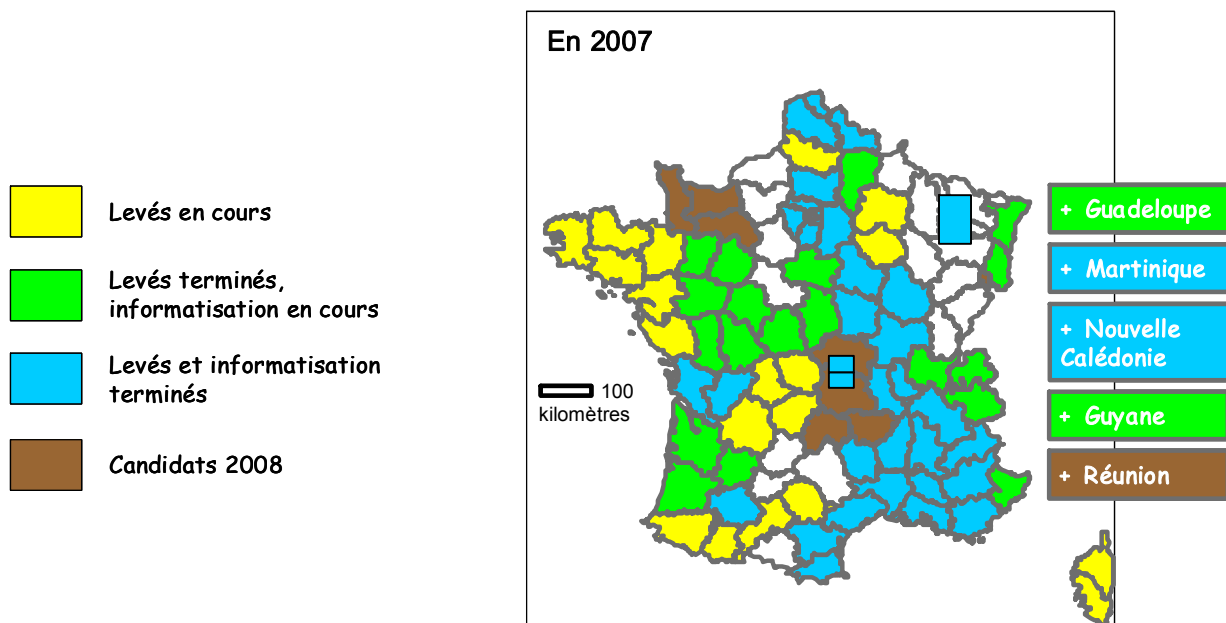 En 2007
Levés en cours
Levés terminés,
informatisation en cours
Levés et informatisation
terminés
Candidats 2008
100
kilomètres
+ Guadeloupe
+ Martinique
+ Nouvelle
Calédonie
+ Guyane
+ Réunion